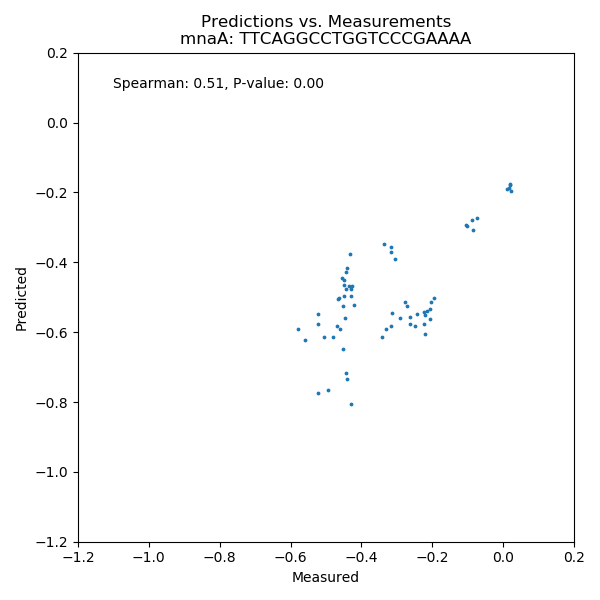 Predictions vs. Measurements
mnaA: TTCAGGCCTGGTCCCGAAAA
Spearman: 0.51, P-value: 0.00
0.2
0.0
−0.2
−0.4
−0.6
−0.8
−1.0
−1.2
Predicted
−1.2 −1.0 −0.8 −0.6 −0.4 −0.2 0.0 0.2
Measured